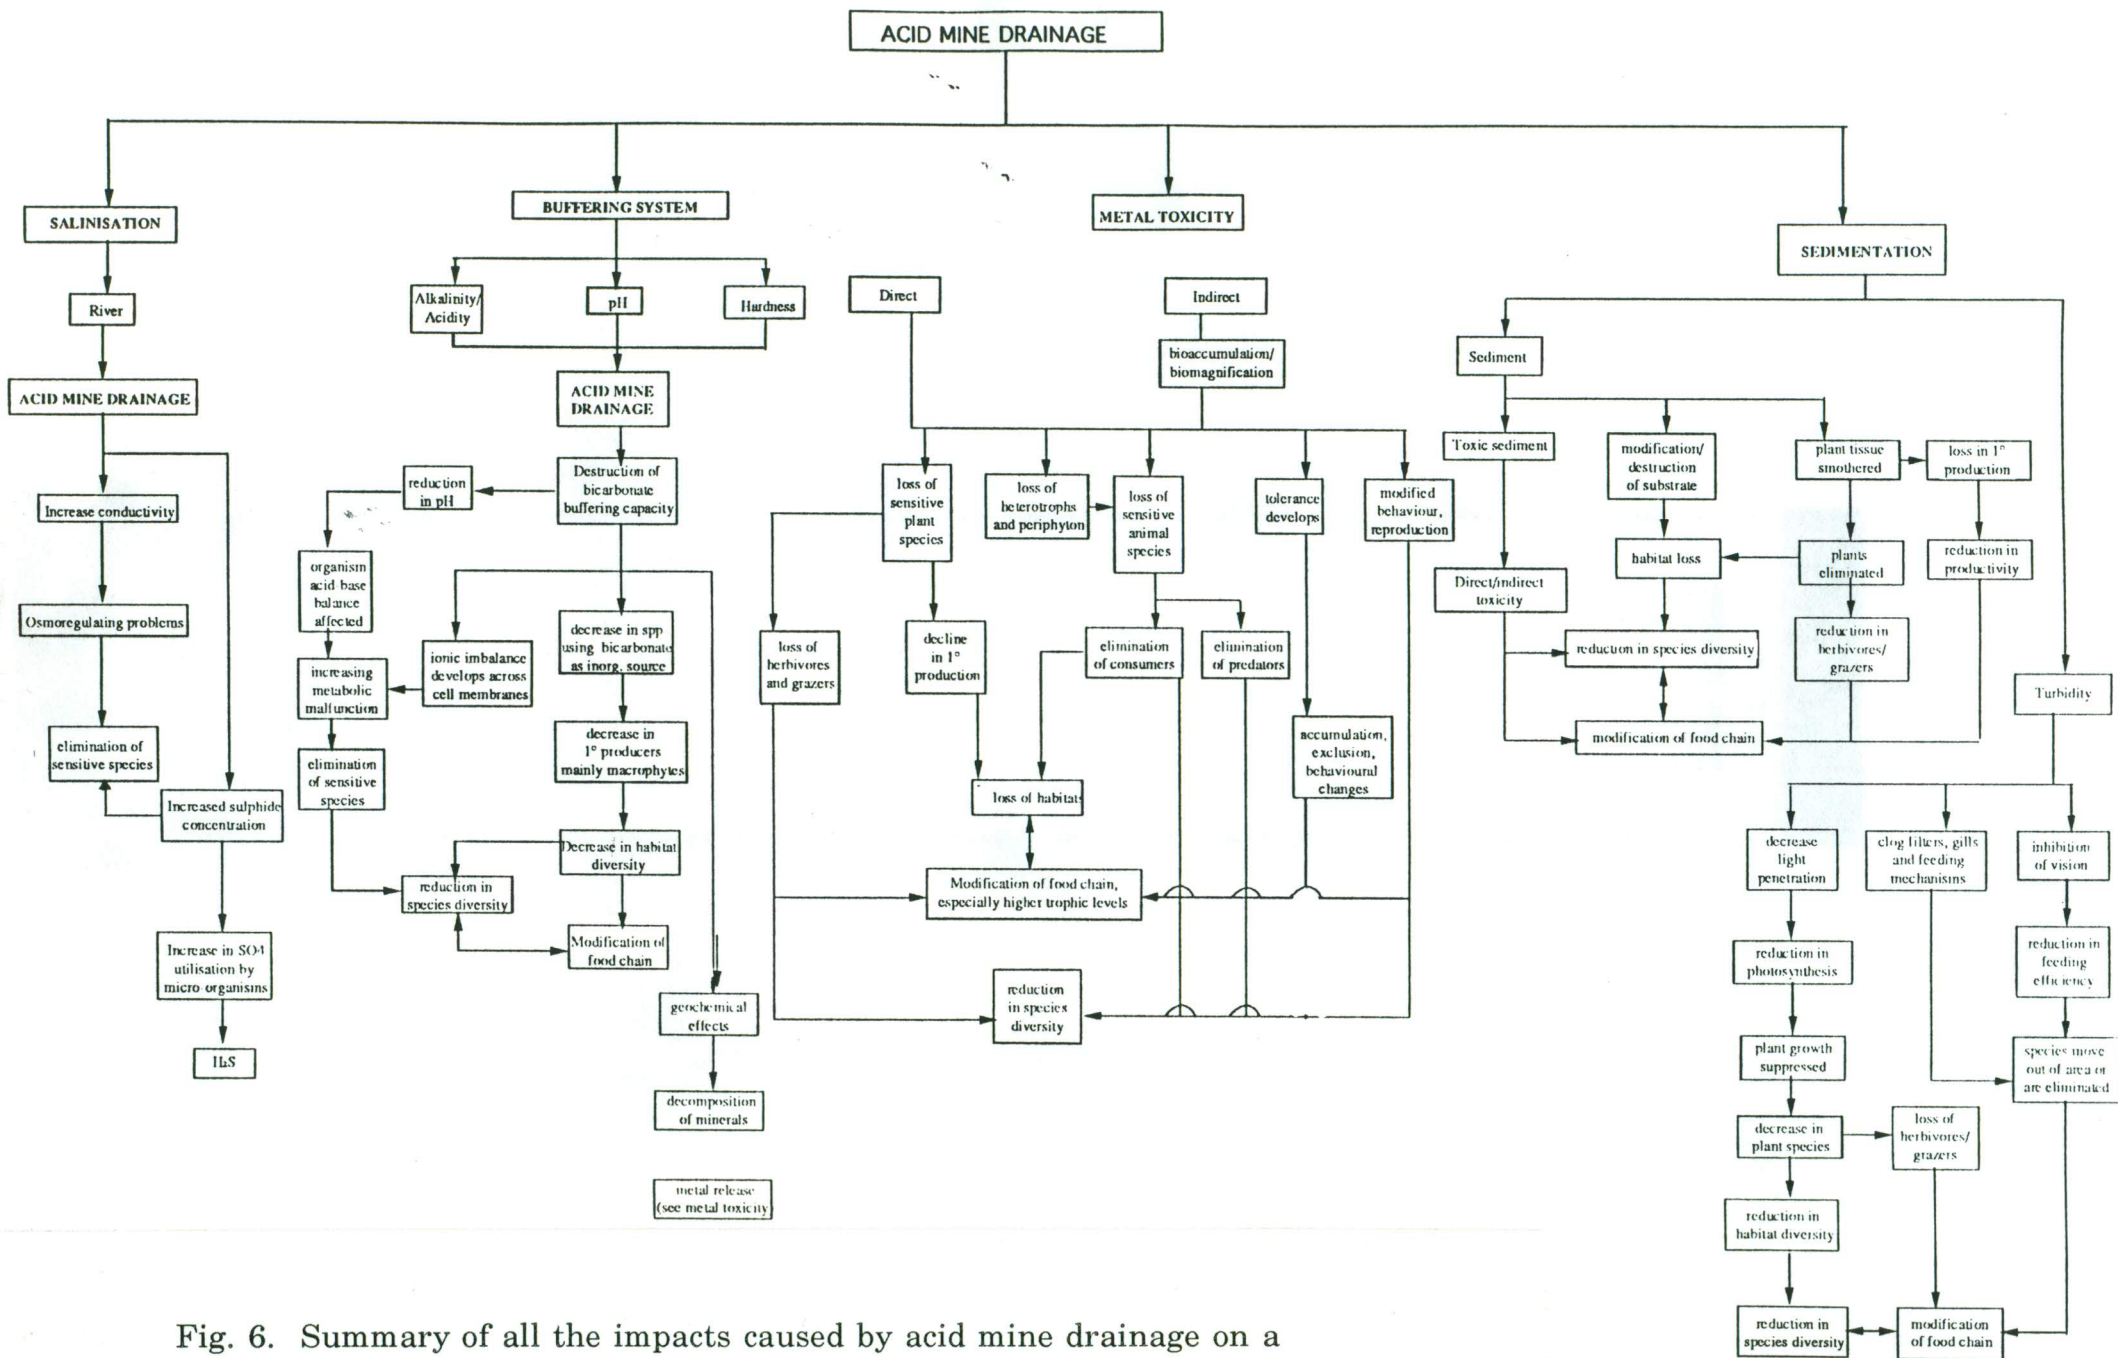 ACID MINE DRAINAGE
SALINISATION
River
ACID MINE DRAINAGE
Increase conductivity
Osmoregulating problems
elimination of
sensitive species
Increased sulphide
concentration
Increase in SO4
utilisation by
micro-organisms
H₂S
BUFFERING SYSTEM
Alkalinity/
Acidity
pH
Hardness
ACID MINE
DRAINAGE
Destruction of
bicarbonate
buffering capacity
reduction
in pH
organism
acid-base
balance
affected
increasing
metabolic
malfunction
elimination
of sensitive
species
ionic imbalance
develops across
cell membranes
decrease in spp
using bicarbonate
as inorg. source
decrease in
1° producers
mainly macrophytes
Decrease in habitat
diversity
reduction in
species diversity
Modification of
food chain
geochemical
effects
decomposition
of minerals
metal release
(see metal toxicity)
METAL TOXICITY
Direct
Indirect
bioaccumulation/
biomagnification
loss of
sensitive
plant
species
loss of
heterotrophs
and periphyton
loss of
sensitive
animal
species
tolerance
develops
modified
behaviour,
reproduction
loss of
herbivores
and grazers
decline
in 1°
production
elimination
of consumers
elimination
of predators
accumulation,
exclusion,
behavioural
changes
loss of habitats
Modification of food chain,
especially higher trophic levels
reduction
in species
diversity
SEDIMENTATION
Sediment
Toxic sediment
modification/
destruction
of substrate
plant tissue
smothered
loss in 1°
production
Direct/indirect
toxicity
habitat loss
plants
eliminated
reduction in
productivity
reduction in species diversity
reduction in
herbivores/
grazers
modification of food chain
Turbidity
decrease
light
penetration
clog filters, gills
and feeding
mechanisms
inhibition
of vision
reduction in
photosynthesis
reduction in
feeding
efficiency
plant growth
suppressed
species move
out of area or
are eliminated
decrease in
plant species
loss of
herbivores/
grazers
reduction in
habitat diversity
reduction in
species diversity
modification
of food chain
Fig. 6. Summary of all the impacts caused by acid mine drainage on a